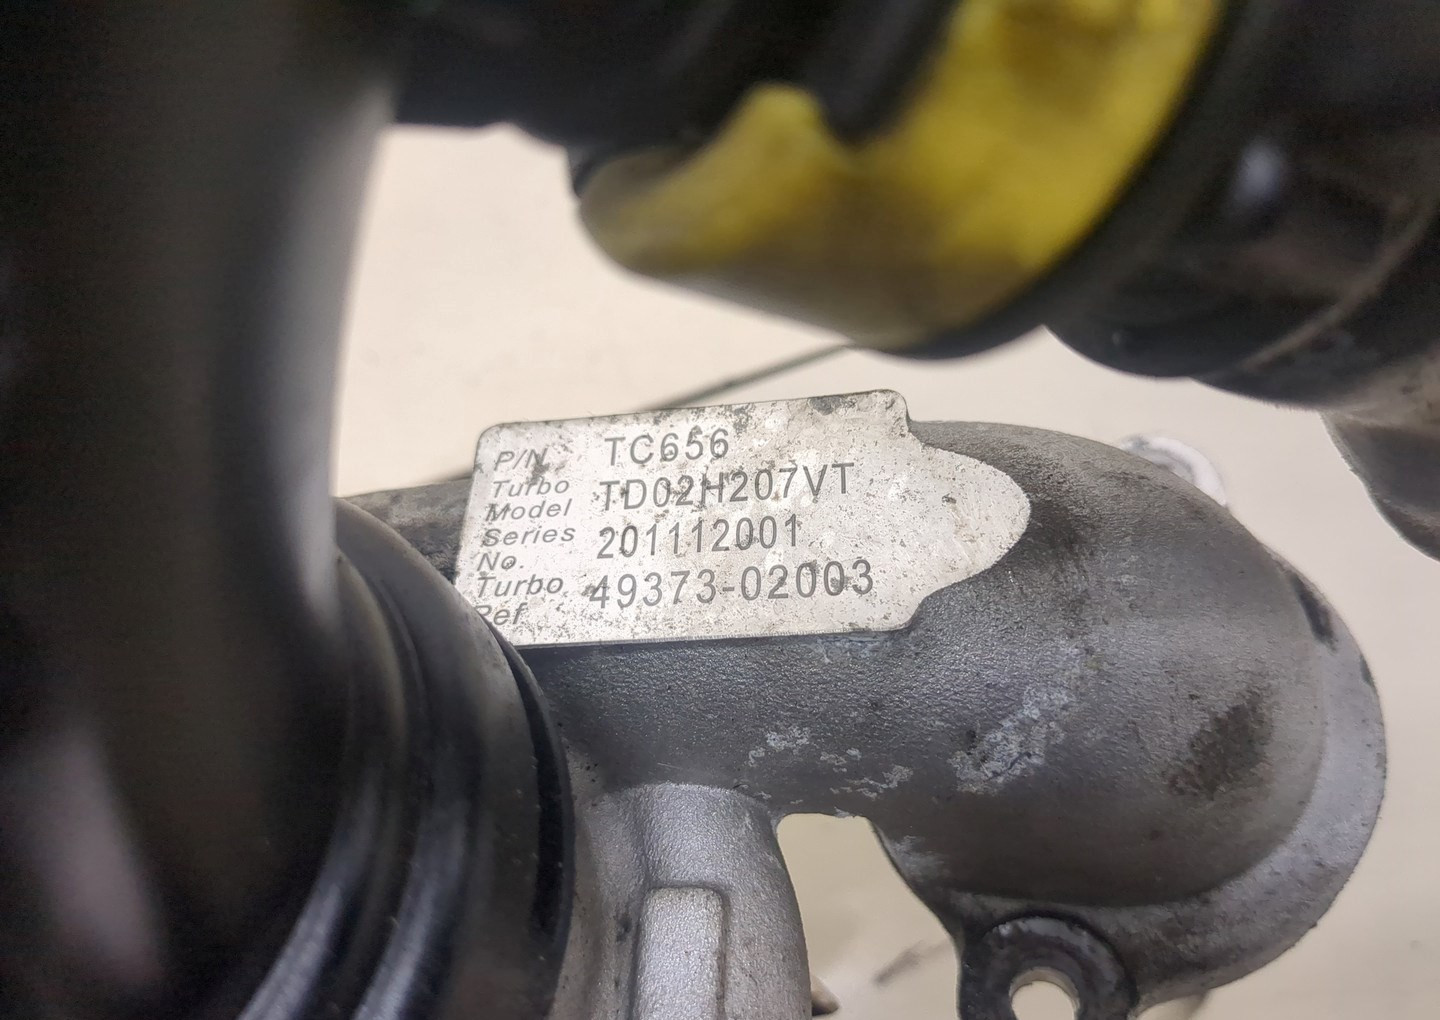 P/N TC656
Turbo Model TD02H207VT
Series No. 201112001
Turbo Ref 49373-02003